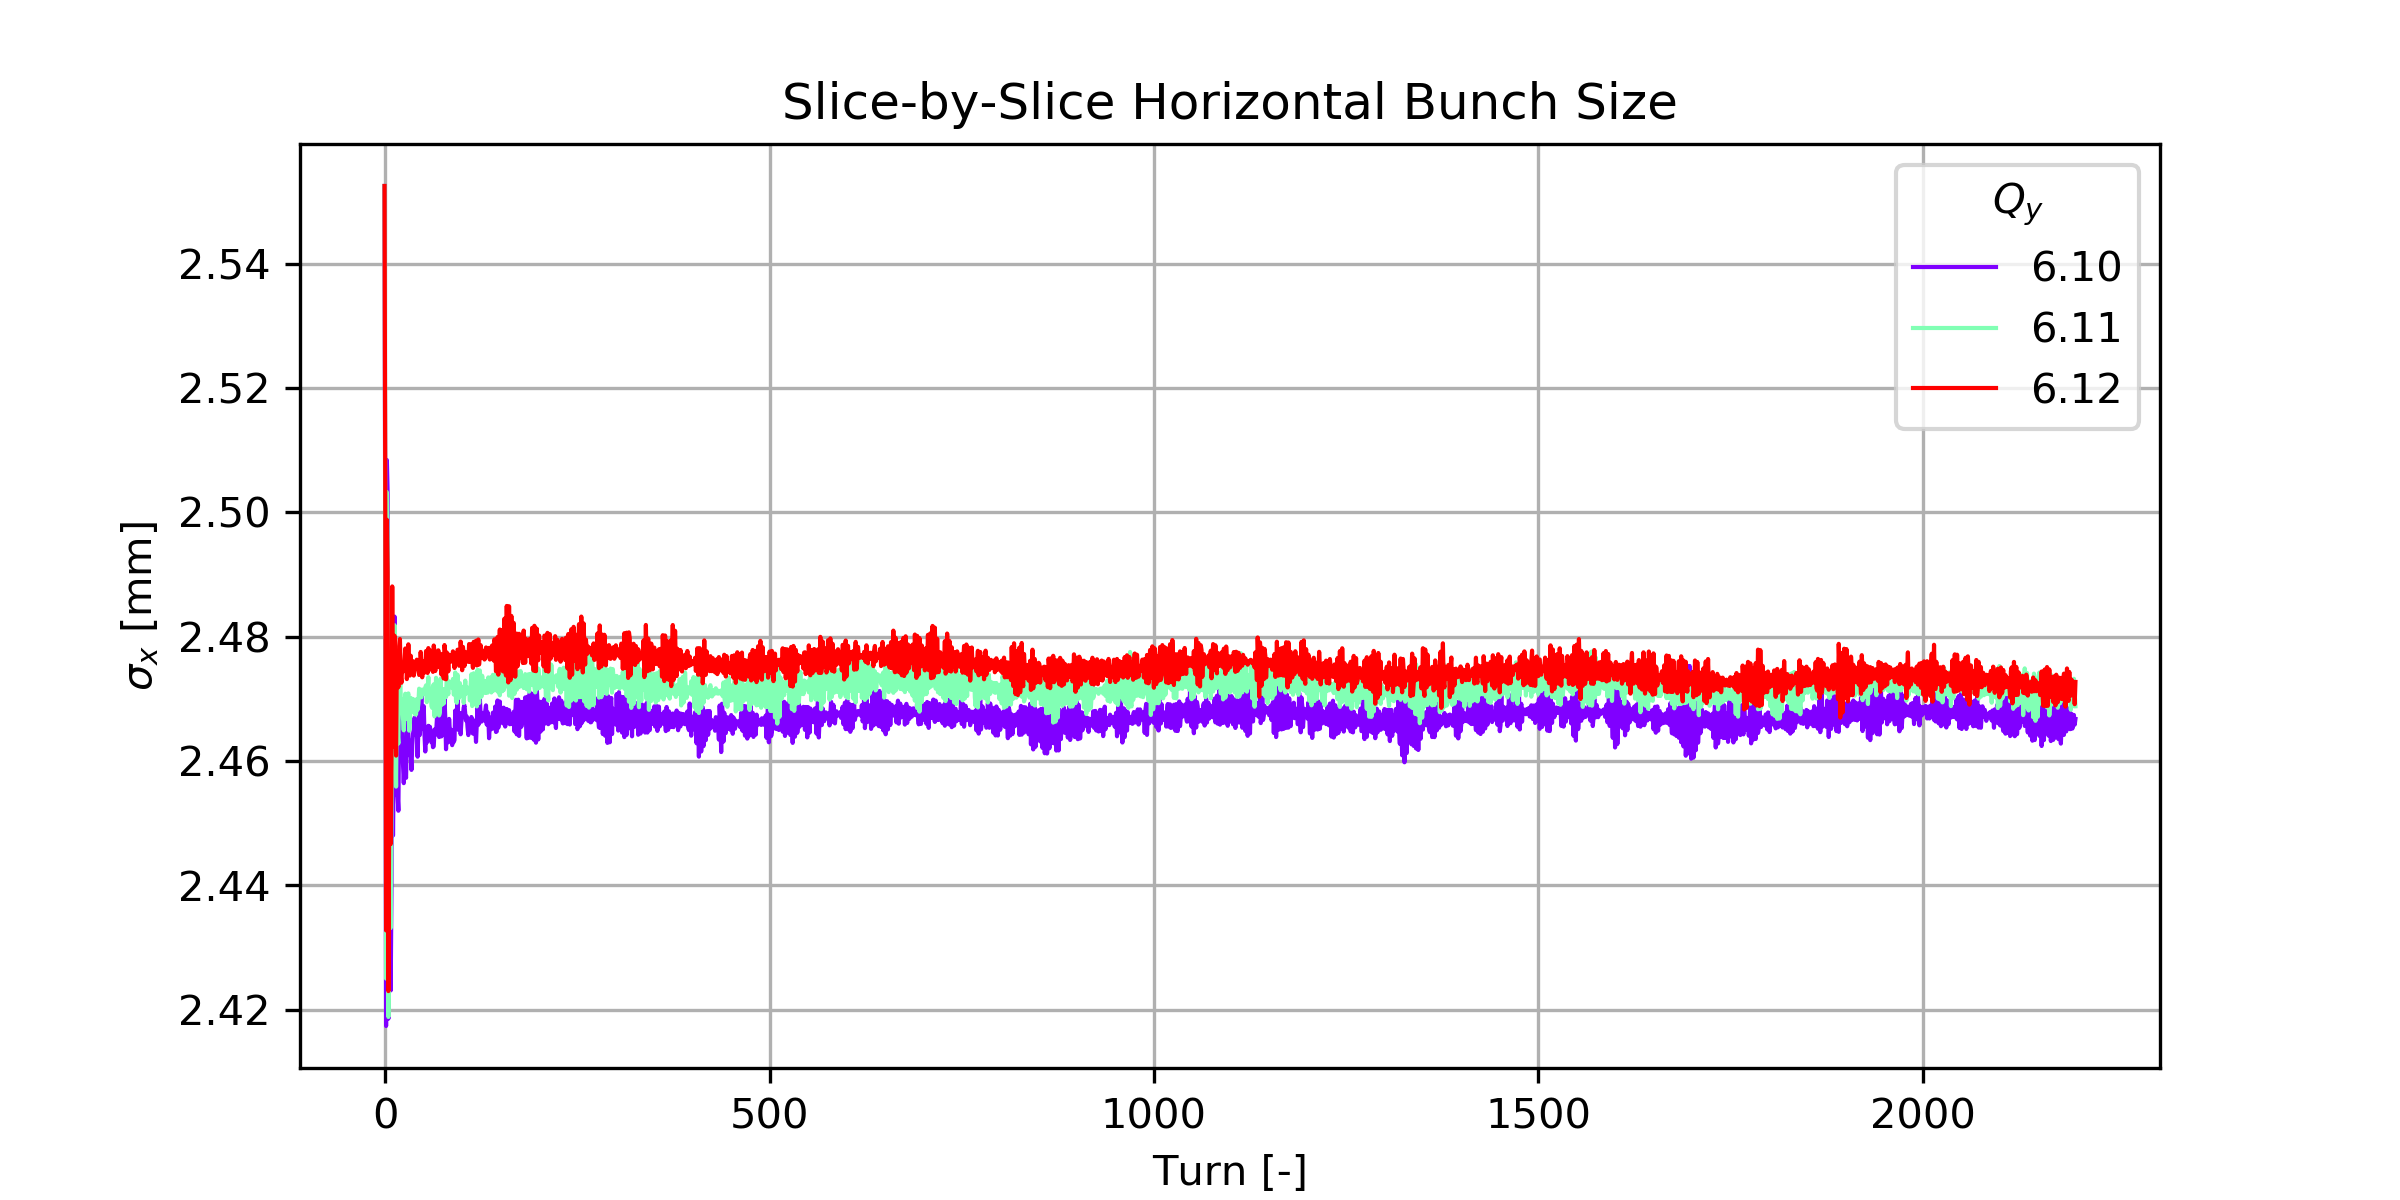 Slice-by-Slice Horizontal Bunch Size
σx [mm]
2.54
2.52
2.50
2.48
2.46
2.44
2.42
Qy
6.10
6.11
6.12
0 500 1000 1500 2000
Turn [-]